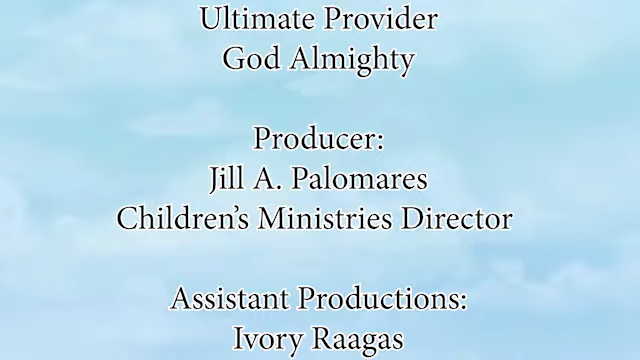 Ultimate Provider
God Almighty
Producer:
Jill A. Palomares
Children's Ministries Director
Assistant Productions:
Ivory Raagas